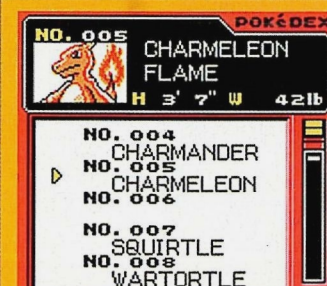 POKéDEX
NO. 005
CHARMELEON
FLAME
H 3' 7" W 42lb
NO. 004
CHARMANDER
NO. 005
CHARMELEON
NO. 006
NO. 007
SQUIRTLE
NO. 008
WARTORTLE